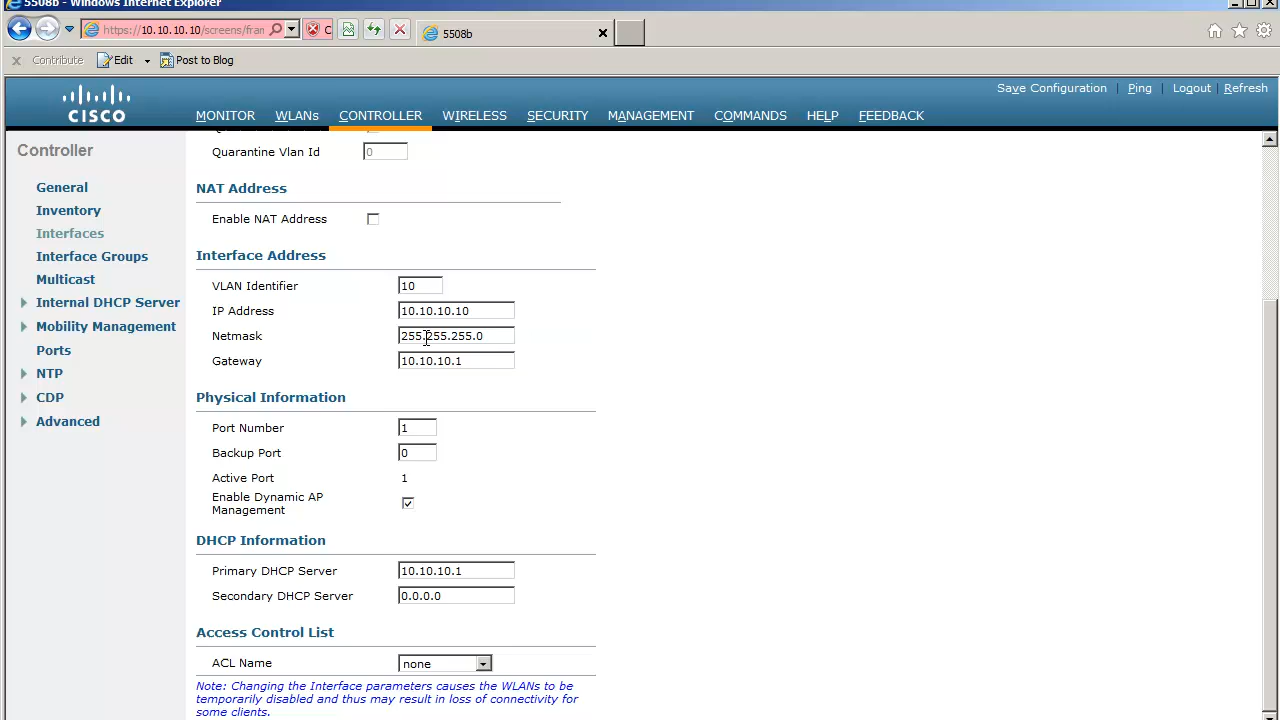 5508b - Windows Internet Explorer
https://10.10.10.10/screens/fran
C
5508b
Contribute
Edit
Post to Blog
CISCO
Save Configuration
Ping
Logout
Refresh
MONITOR
WLANs
CONTROLLER
WIRELESS
SECURITY
MANAGEMENT
COMMANDS
HELP
FEEDBACK
Controller
General
Inventory
Interfaces
Interface Groups
Multicast
Internal DHCP Server
Mobility Management
Ports
NTP
CDP
Advanced
Quarantine Vlan Id
0
NAT Address
Enable NAT Address
Interface Address
VLAN Identifier
10
IP Address
10.10.10.10
Netmask
255.255.255.0
Gateway
10.10.10.1
Physical Information
Port Number
1
Backup Port
0
Active Port
1
Enable Dynamic AP
Management
DHCP Information
Primary DHCP Server
10.10.10.1
Secondary DHCP Server
0.0.0.0
Access Control List
ACL Name
none
Note: Changing the Interface parameters causes the WLANs to be
temporarily disabled and thus may result in loss of connectivity for
some clients.